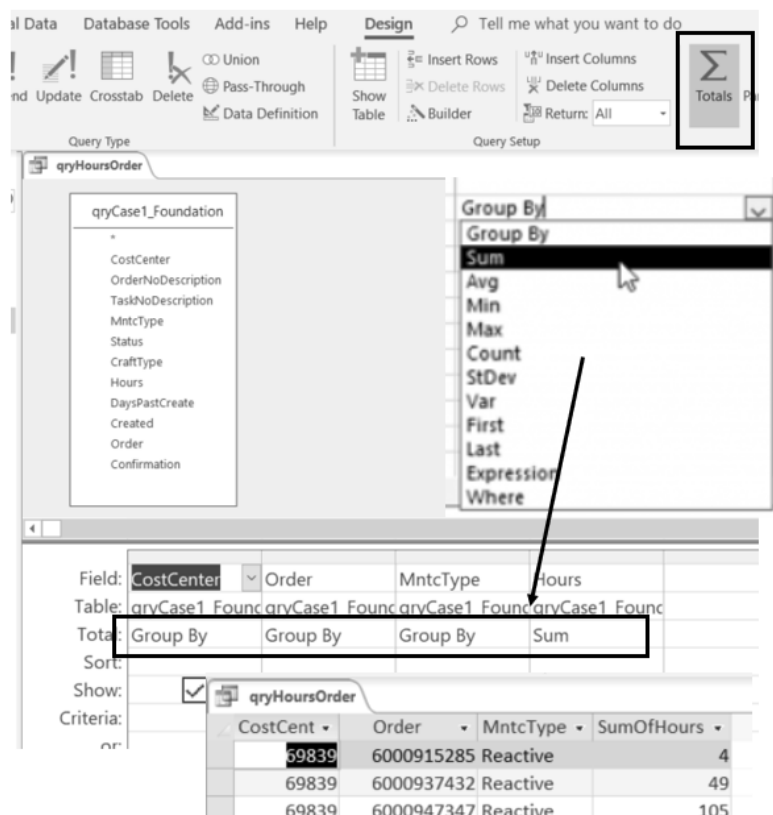 al Data Database Tools Add-ins Help Design Tell me what you want to do
Union Insert Rows Insert Columns
Pass-Through Delete Rows Delete Columns
end Update Crosstab Delete Data Definition Show Table Builder Return: All Totals
Query Type Query Setup
qryHoursOrder
qryCase1_Foundation
*
CostCenter
OrderNoDescription
TaskNoDescription
MntcType
Status
CraftType
Hours
DaysPastCreate
Created
Order
Confirmation
Group By
Group By
Sum
Avg
Min
Max
Count
StDev
Var
First
Last
Expression
Where
Field: CostCenter Order MntcType Hours
Table: qryCase1_Founc qryCase1_Founc qryCase1_Founc qryCase1_Founc
Total: Group By Group By Group By Sum
Sort:
Show:
Criteria:
or:
qryHoursOrder
CostCent Order MntcType SumOfHours
69839 6000915285 Reactive 4
69839 6000937432 Reactive 49
69839 6000947347 Reactive 105